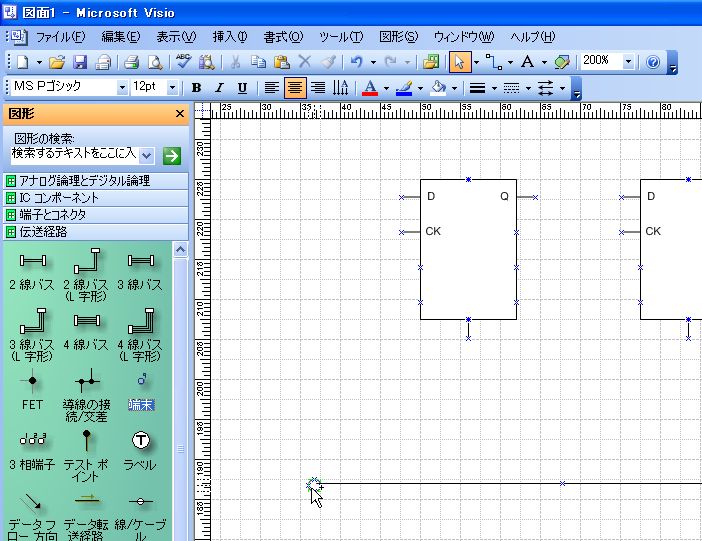 図面1 - Microsoft Visio
ファイル(F) 編集(E) 表示(V) 挿入(I) 書式(O) ツール(T) 図形(S) ウィンドウ(W) ヘルプ(H)
ABC A 200%
MS Pゴシック 12pt B I U A
図形
25 30 35 40 45 50 55 60 65 70 75 80
図形の検索:
検索するテキストをここに入
アナログ論理とデジタル論理
IC コンポーネント
端子とコネクタ
伝送経路
2 線バス
2 線バス
(L 字形)
3 線バス
3 線バス
(L 字形)
4 線バス
4 線バス
(L 字形)
FET
導線の接
続/交差
端末
3 相端子
テスト ポ
イント
T
ラベル
データ フ
ロー 方向
データ転
送経路
線/ケーブ
ル
230
225
220
215
210
205
200
195
190
185
D Q
CK
D
CK